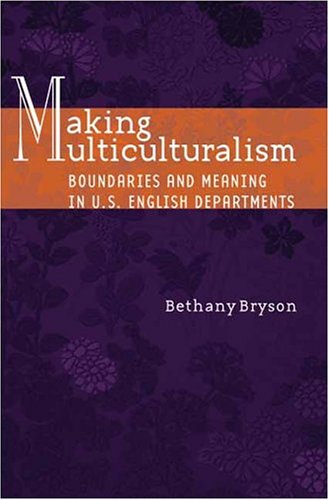 Making
Multiculturalism
BOUNDARIES AND MEANING
IN U.S. ENGLISH DEPARTMENTS
Bethany Bryson